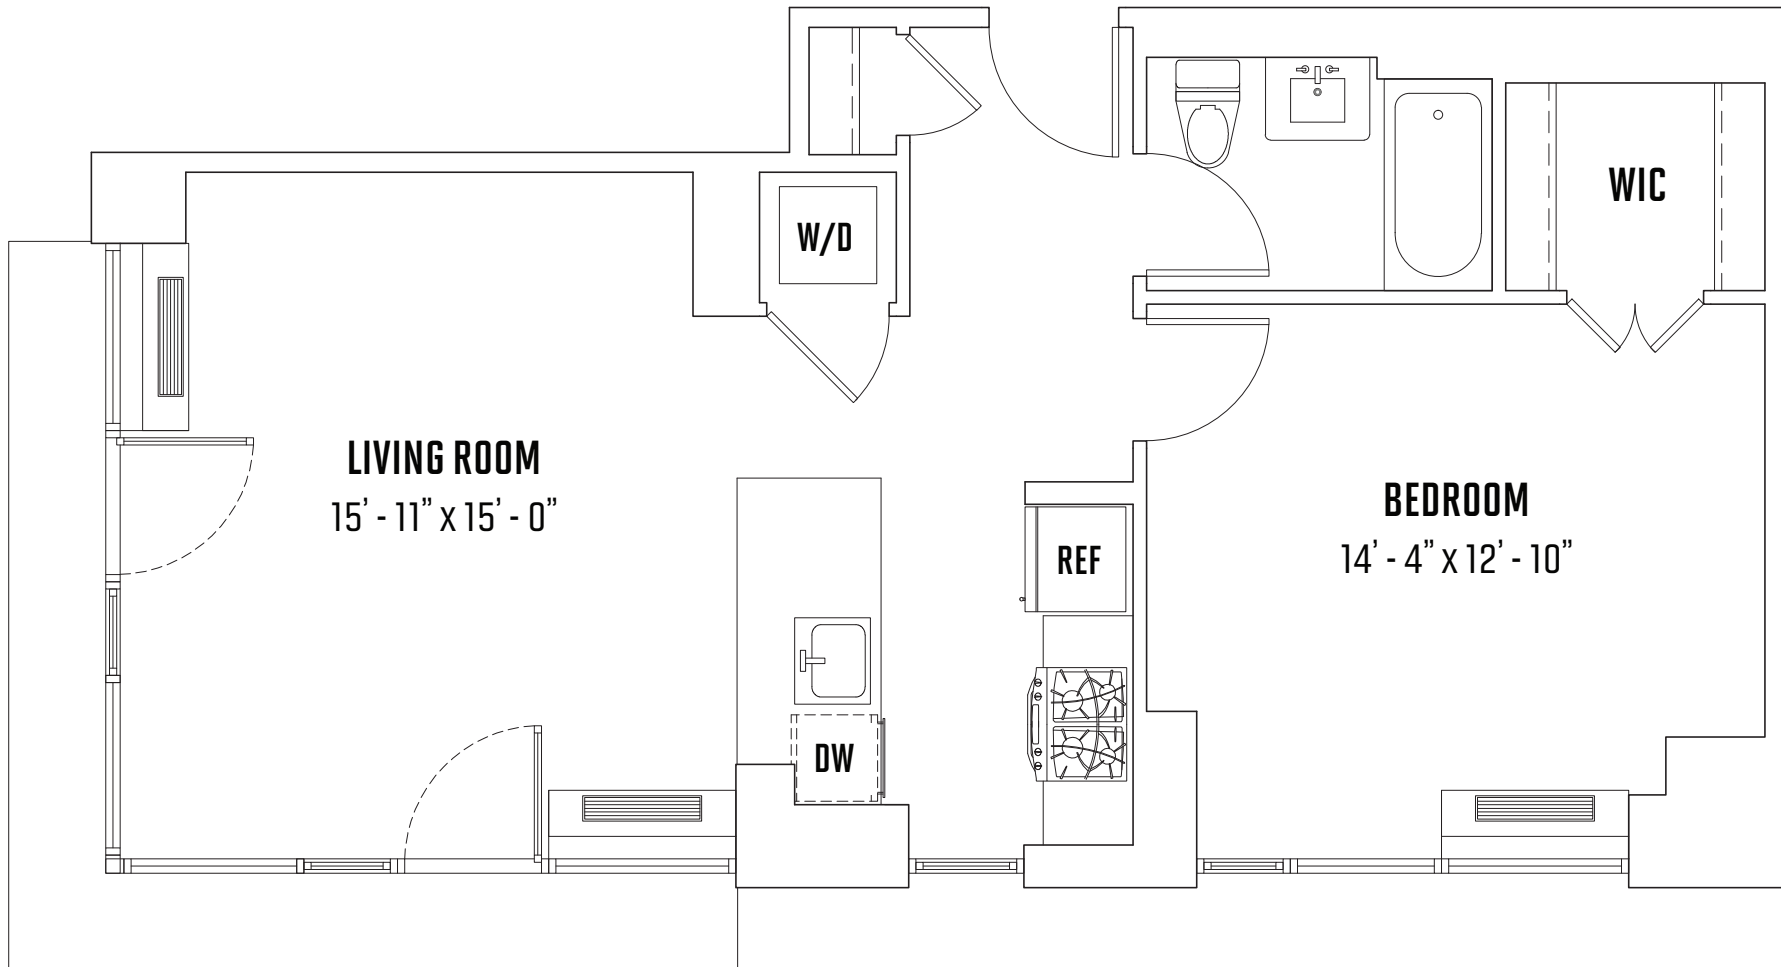 WIC
W/D
LIVING ROOM
15’ - 11” X 15’ - 0”
BEDROOM
14’ - 4” X 12’ - 10”
REF
DW